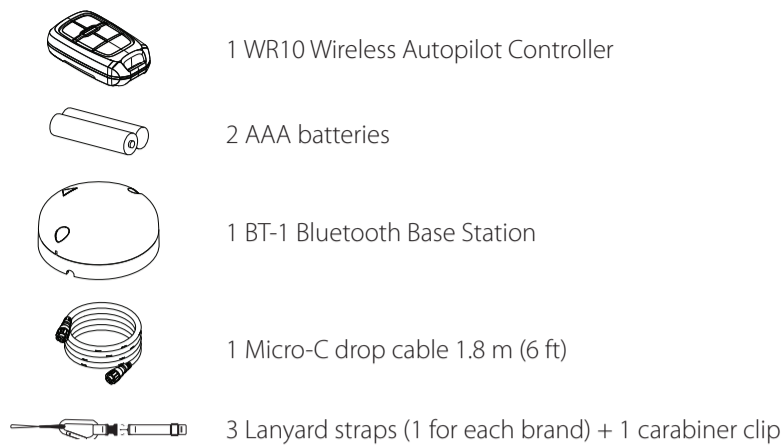 1 WR10 Wireless Autopilot Controller
2 AAA batteries
1 BT-1 Bluetooth Base Station
1 Micro-C drop cable 1.8 m (6 ft)
3 Lanyard straps (1 for each brand) + 1 carabiner clip